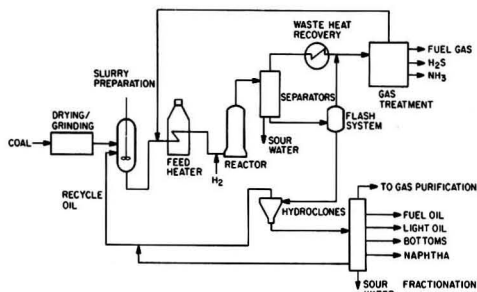 WASTE HEAT
RECOVERY
FUEL GAS
H2S
NH3
GAS
TREATMENT
SLURRY
PREPARATION
DRYING/
GRINDING
SEPARATORS
COAL
FLASH
SYSTEM
SOUR
WATER
FEED
HEATER
REACTOR
H2
RECYCLE
OIL
HYDROCLONES
TO GAS PURIFICATION
FUEL OIL
LIGHT OIL
BOTTOMS
NAPHTHA
SOUR
WATER
FRACTIONATION